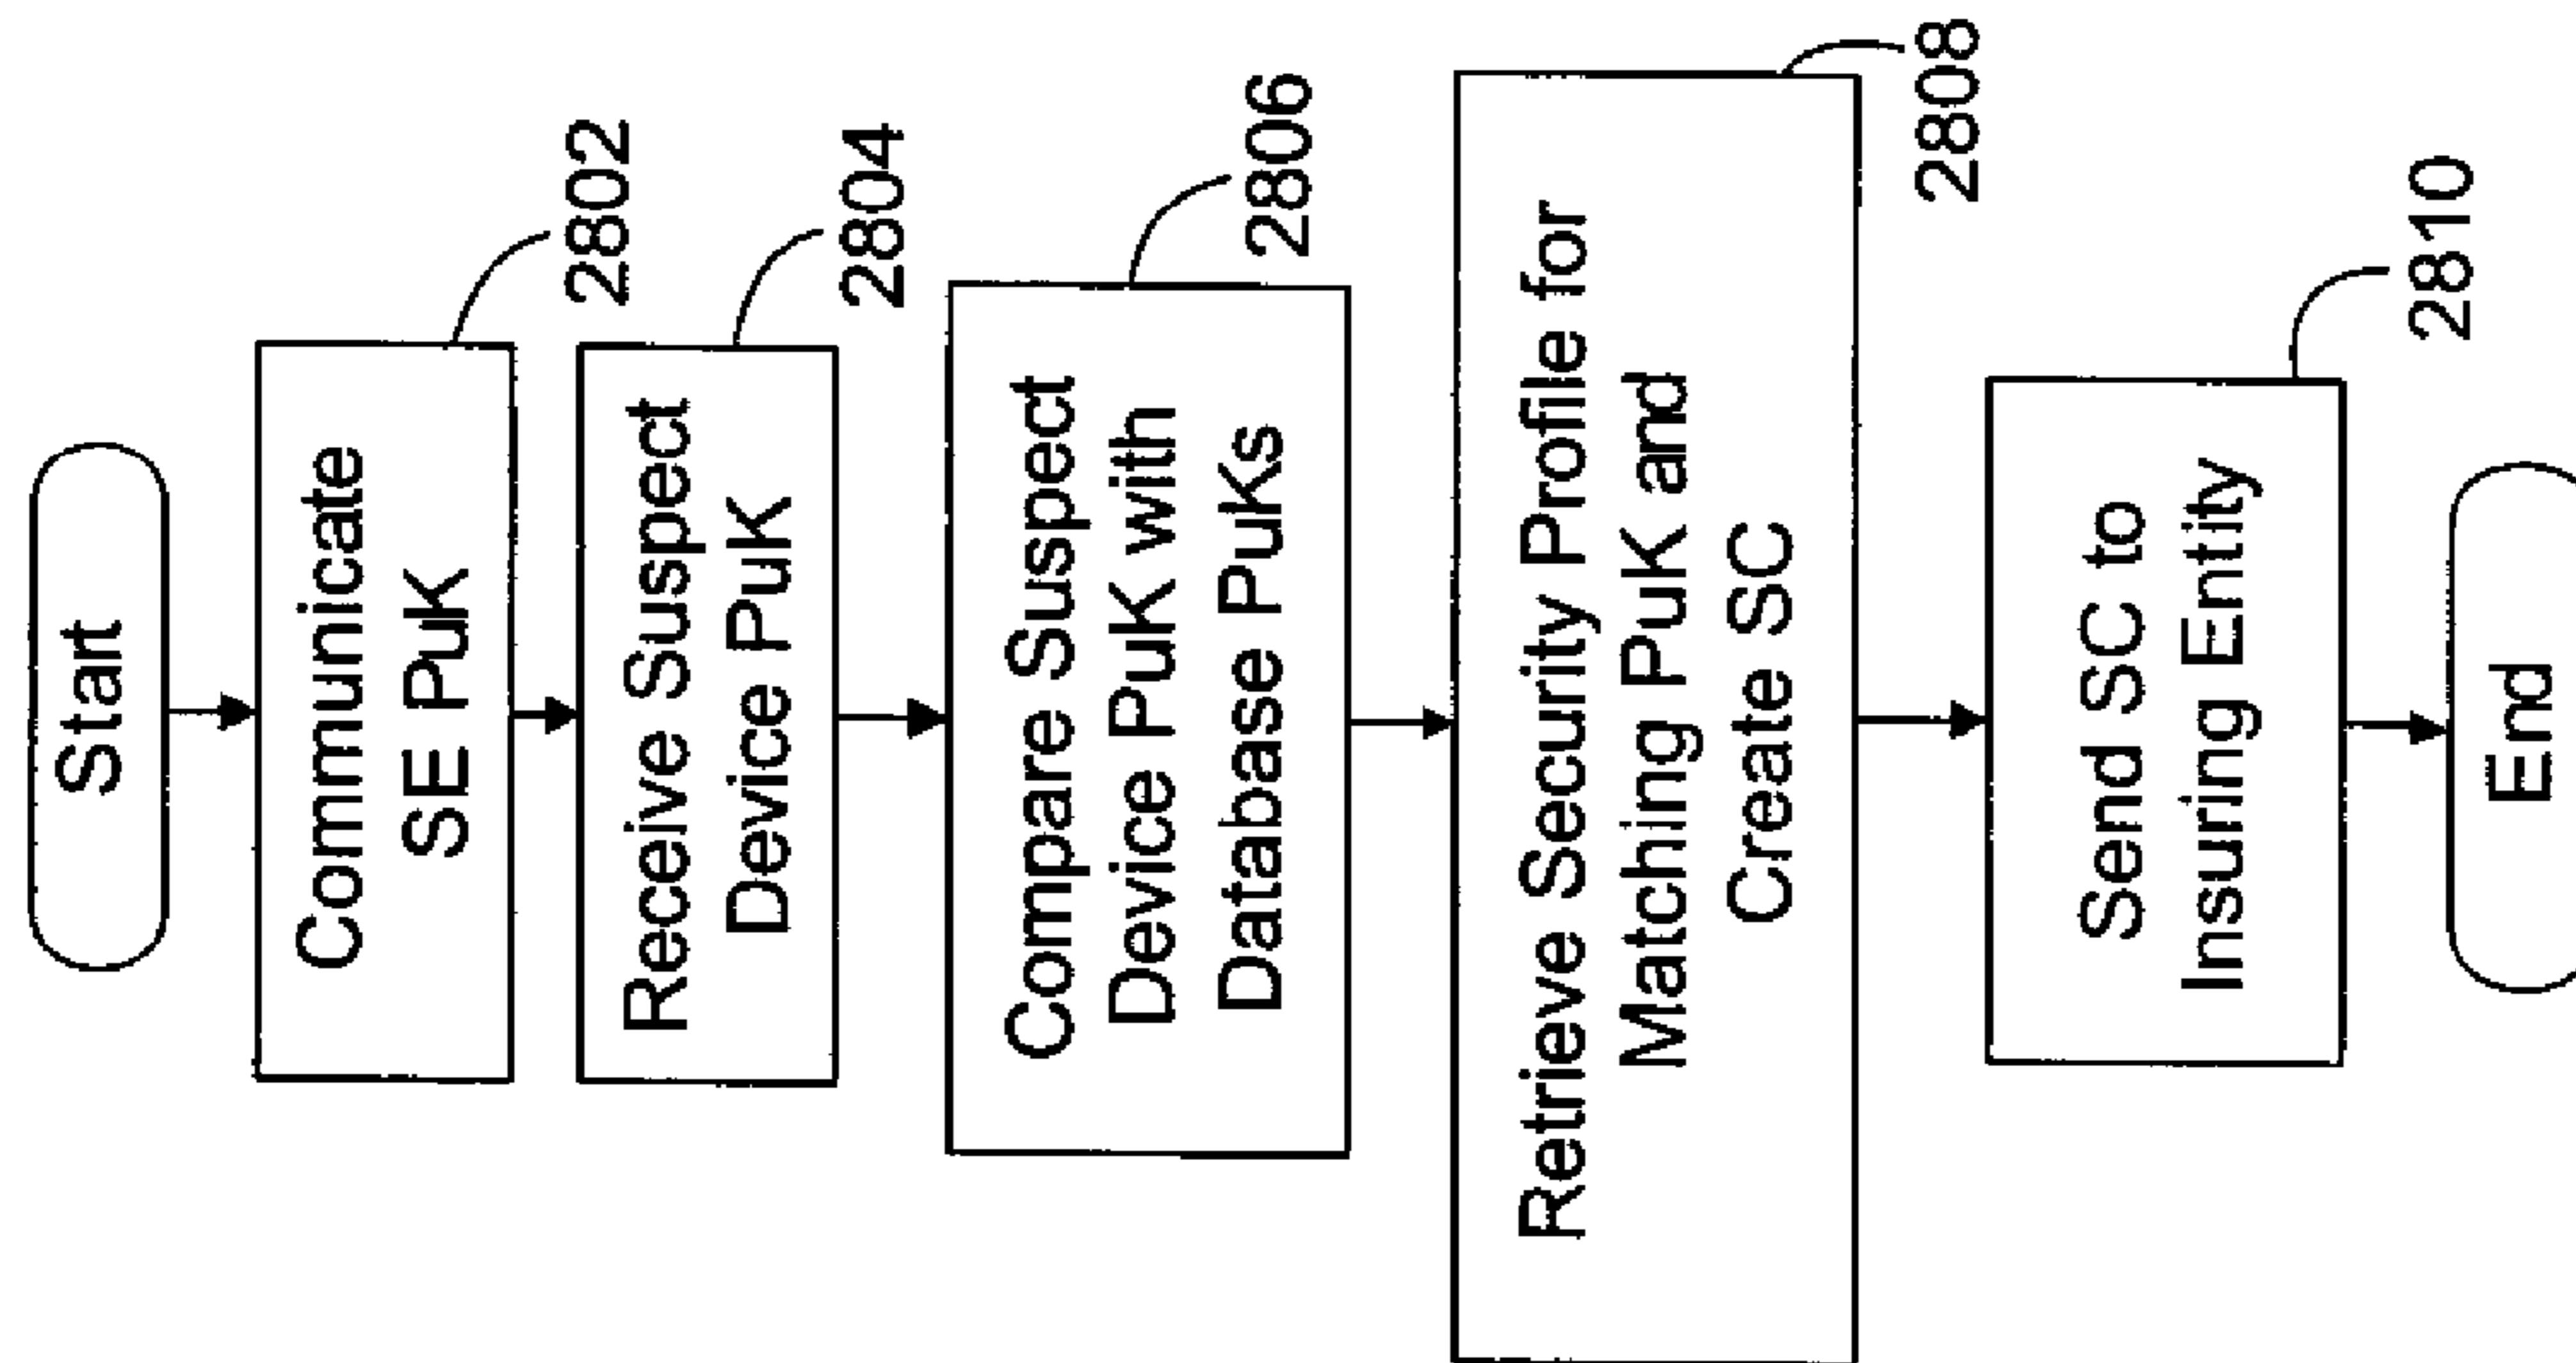 Start
Communicate
SE PuK
2802
Receive Suspect
Device PuK
2804
Compare Suspect
Device PuK with
Database PuKs
2806
Retrieve Security Profile for
Matching PuK and
Create SC
2808
Send SC to
Insuring Entity
2810
End